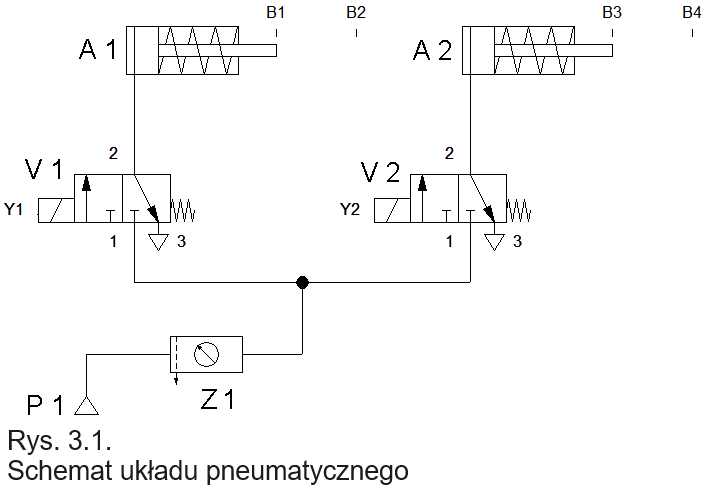 B1 B2 B3 B4
A 1 A 2
2 2
V 1 V 2
Y1 Y2
1 3 1 3
P 1 Z 1
Rys. 3.1.
Schemat układu pneumatycznego